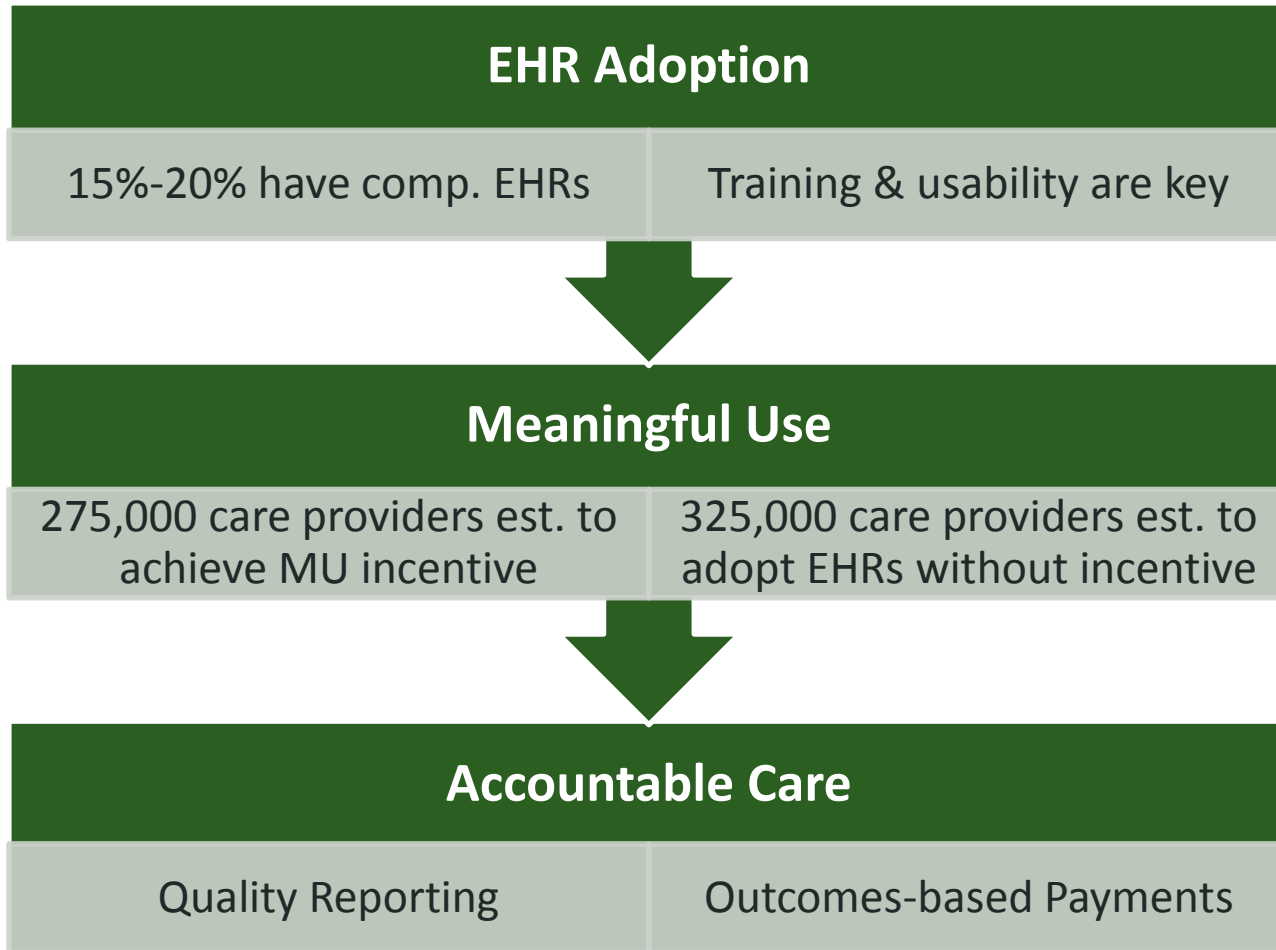 EHR Adoption
15%-20% have comp. EHRs
Training & usability are key
Meaningful Use
275,000 care providers est. to
achieve MU incentive
325,000 care providers est. to
adopt EHRs without incentive
Accountable Care
Quality Reporting
Outcomes-based Payments